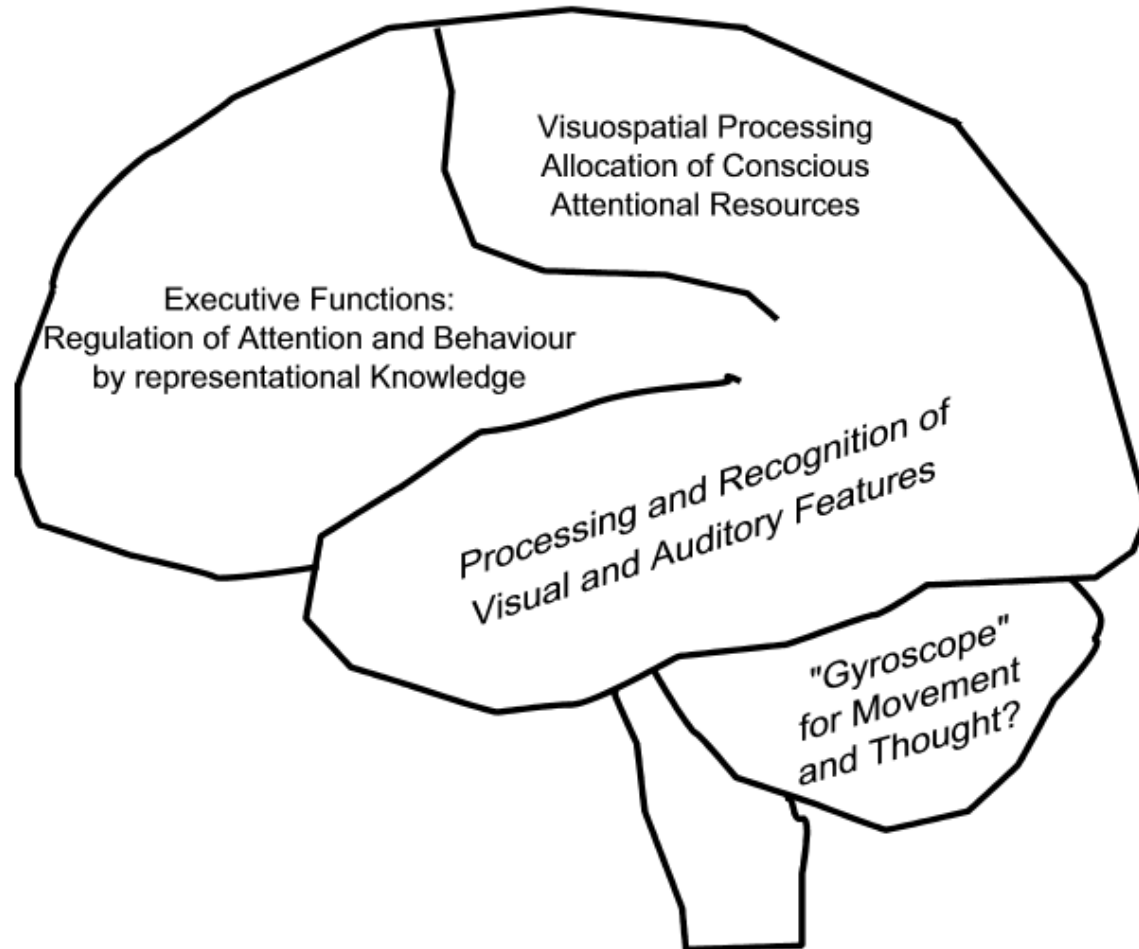 Visuospatial Processing
Allocation of Conscious
Attentional Resources
Executive Functions:
Regulation of Attention and Behaviour
by representational Knowledge
Processing and Recognition of
Visual and Auditory Features
"Gyroscope"
for Movement
and Thought?